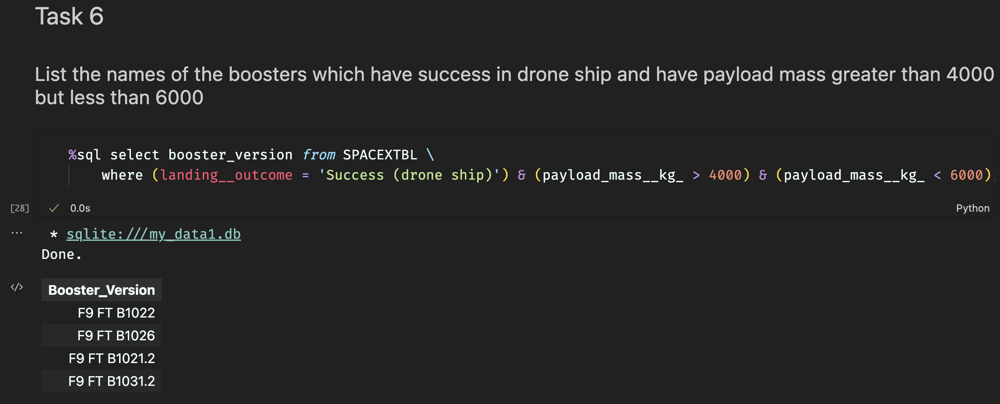 Task 6
List the names of the boosters which have success in drone ship and have payload mass greater than 4000
but less than 6000
%sql select booster_version from SPACEXTBL \
where (landing__outcome = 'Success (drone ship)') & (payload_mass__kg_ > 4000) & (payload_mass__kg_ < 6000);
[28] ✓ 0.0s Python
... * sqlite:///my_data1.db
Done.
</> Booster_Version
F9 FT B1022
F9 FT B1026
F9 FT B1021.2
F9 FT B1031.2